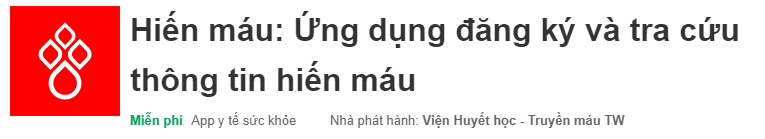 Hiến máu: Ứng dụng đăng ký và tra cứu
thông tin hiến máu
Miễn phí App y tế sức khỏe Nhà phát hành: Viện Huyết học - Truyền máu TW